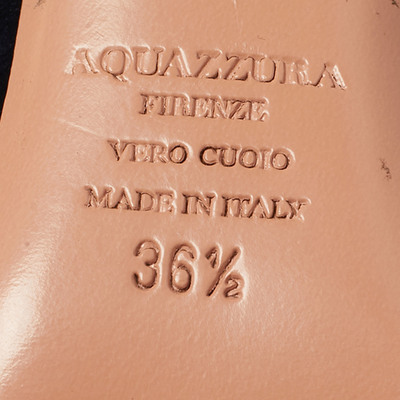 AQUAZZURA
FIRENZE
VERO CUOIO
MADE IN ITALY
36½